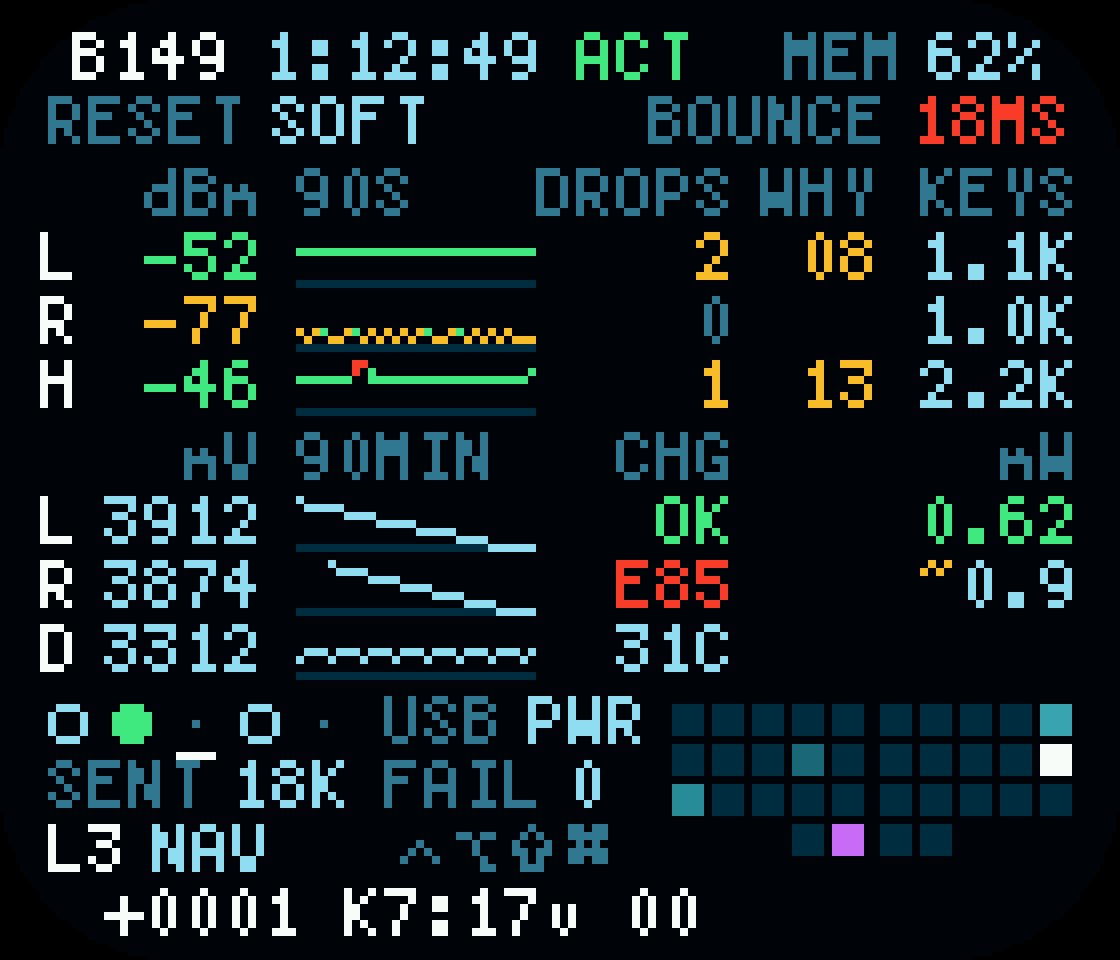 B149 1:12:49 ACT MEM 62%
RESET SOFT BOUNCE 18MS
dBm 90S DROPS WHY KEYS
L -52 2 08 1.1K
R -77 0 1.0K
H -46 1 13 2.2K
mV 90MIN CHG mW
L 3912 OK 0.62
R 3874 E85 ~0.9
D 3312 31C
USB PWR
SENT 18K FAIL 0
L3 NAV ⌃⌥⇧⌘
+0001 K7:17υ 00